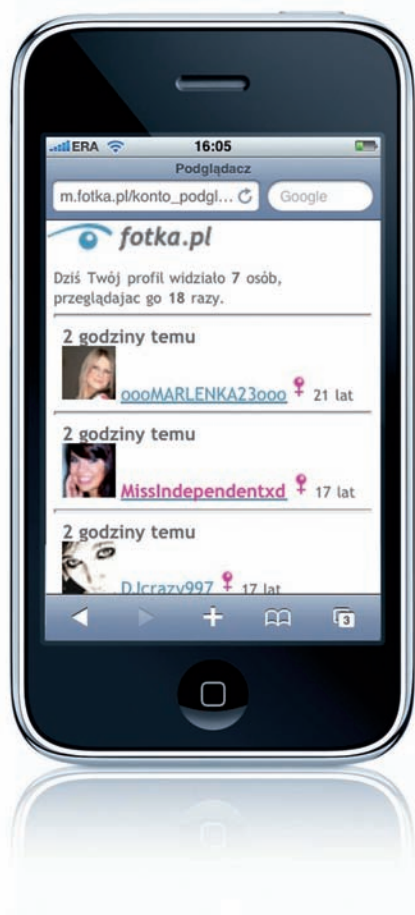 ERA 16:05
Podglądacz
m.fotka.pl/konto_podgl... Google
fotka.pl
Dziś Twój profil widziało 7 osób,
przeglądajac go 18 razy.
2 godziny temu
oooMARLENKA23ooo 21 lat
2 godziny temu
MissIndependentxd 17 lat
2 godziny temu
DJcrazy997 17 lat
3